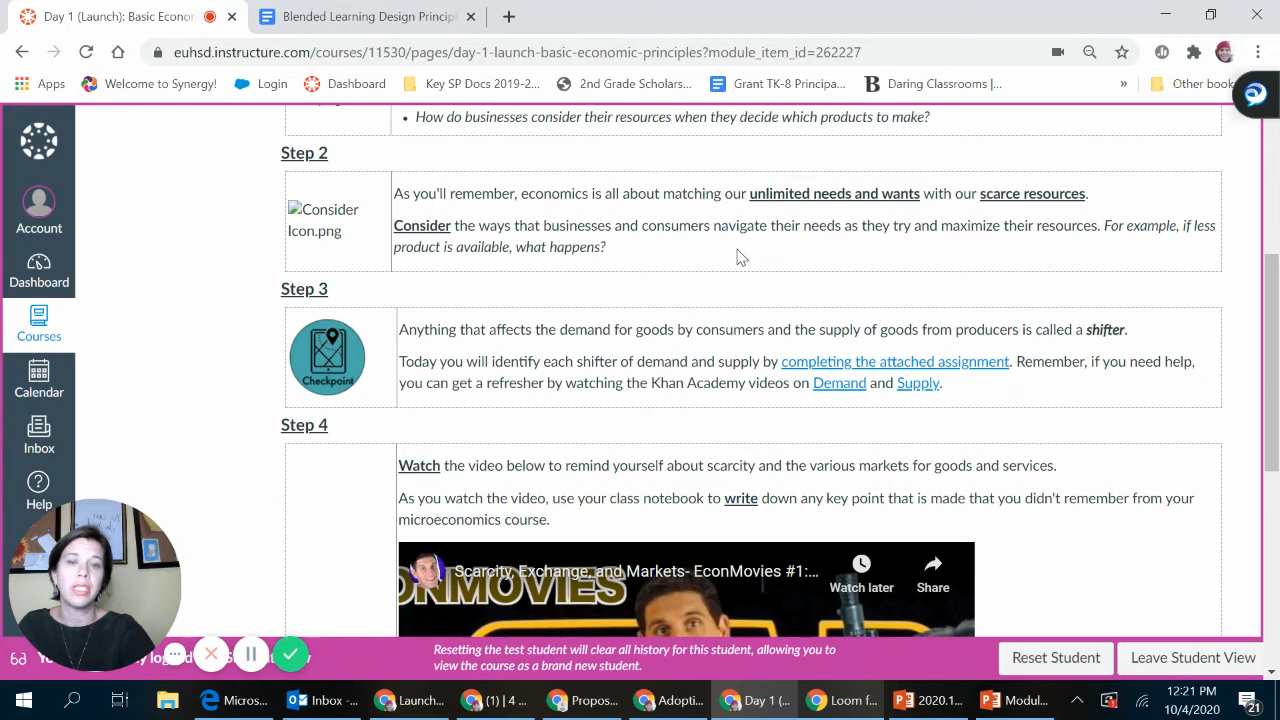 Day 1 (Launch): Basic Econo
Blended Learning Design Princip
euhsd.instructure.com/courses/11530/pages/day-1-launch-basic-economic-principles?module_item_id=262227
Apps
Welcome to Synergy!
Login
Dashboard
Key SP Docs 2019-2...
2nd Grade Scholars...
Grant TK-8 Principa...
Daring Classrooms |...
»
Other book
• How do businesses consider their resources when they decide which products to make?
Step 2
Consider
Icon.png
As you'll remember, economics is all about matching our unlimited needs and wants with our scarce resources.
Consider the ways that businesses and consumers navigate their needs as they try and maximize their resources. For example, if less
product is available, what happens?
Account
Dashboard
Courses
Calendar
Inbox
Help
Step 3
Checkpoint
Anything that affects the demand for goods by consumers and the supply of goods from producers is called a shifter.
Today you will identify each shifter of demand and supply by completing the attached assignment. Remember, if you need help,
you can get a refresher by watching the Khan Academy videos on Demand and Supply.
Step 4
Watch the video below to remind yourself about scarcity and the various markets for goods and services.
As you watch the video, use your class notebook to write down any key point that is made that you didn't remember from your
microeconomics course.
Scarcity, Exchange, and Markets- EconMovies #1:...
ONMOVIES
Watch later
Share
Resetting the test student will clear all history for this student, allowing you to
view the course as a brand new student.
Reset Student
Leave Student View
Micros...
Inbox -...
Launch...
(1) | 4 ...
Propos...
Adopti...
Day 1 (...
Loom f...
2020.1...
Modul...
12:21 PM
10/4/2020
21